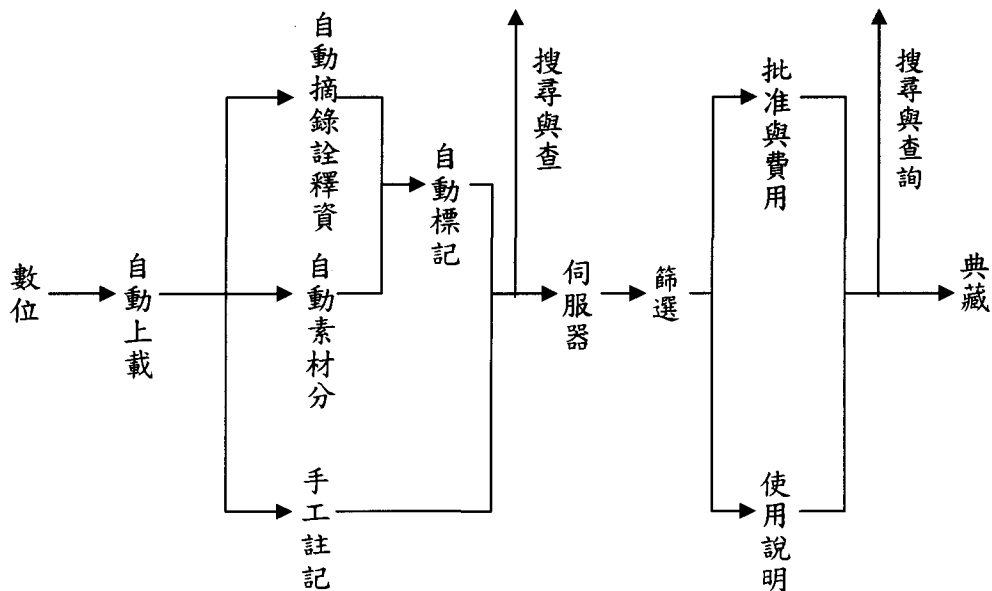 數位
自動上載
自動摘錄詮釋資
自動素材分
手工註記
自動標記
搜尋與查
伺服器
篩選
批准與費用
使用說明
搜尋與查詢
典藏